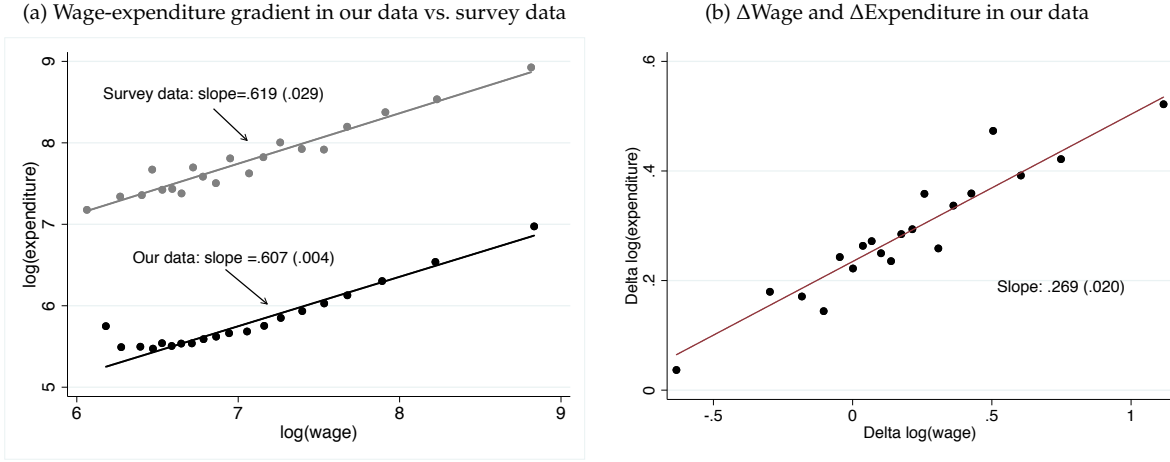 (a) Wage-expenditure gradient in our data vs. survey data
9
8
7
6
5
log(expenditure)
Survey data: slope=.619 (.029)
Our data: slope =.607 (.004)
6 7 8 9
log(wage)
(b) ΔWage and ΔExpenditure in our data
.6
.4
.2
0
Delta log(expenditure)
Slope: .269 (.020)
-.5 0 .5 1
Delta log(wage)